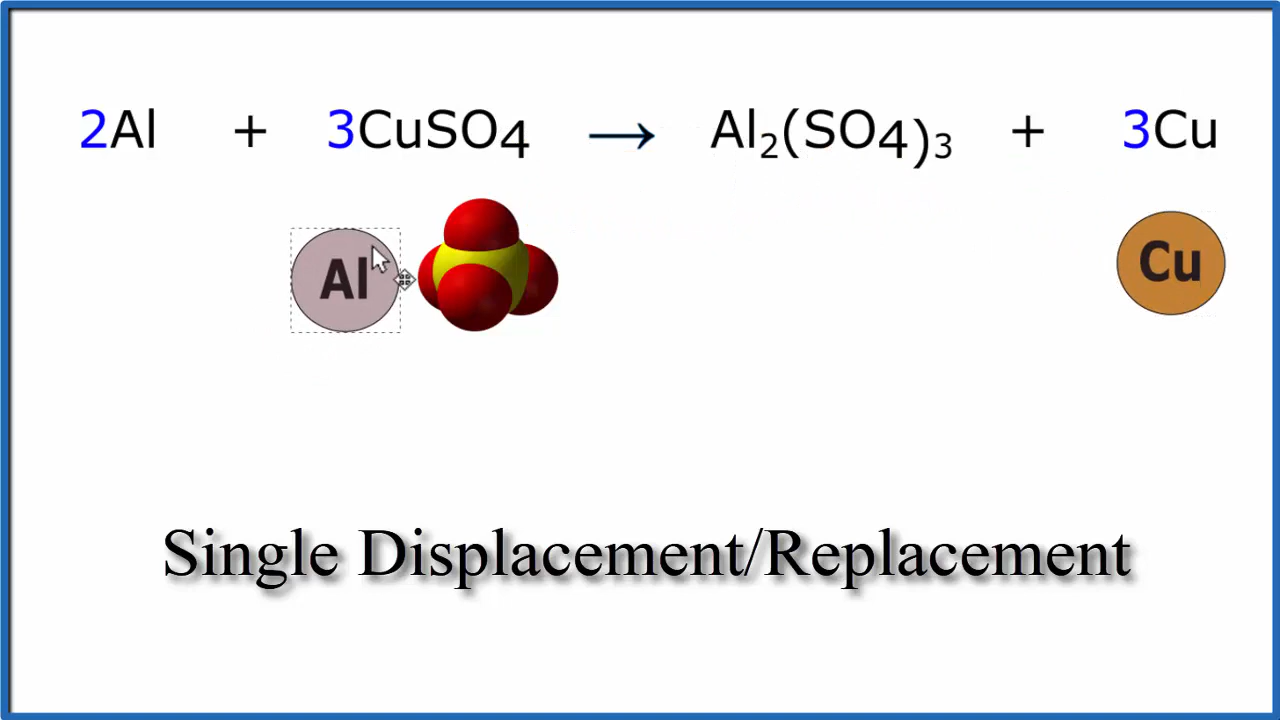 2Al + 3CuSO4 → Al₂(SO4)₃ + 3Cu
Al Cu
Single Displacement/Replacement